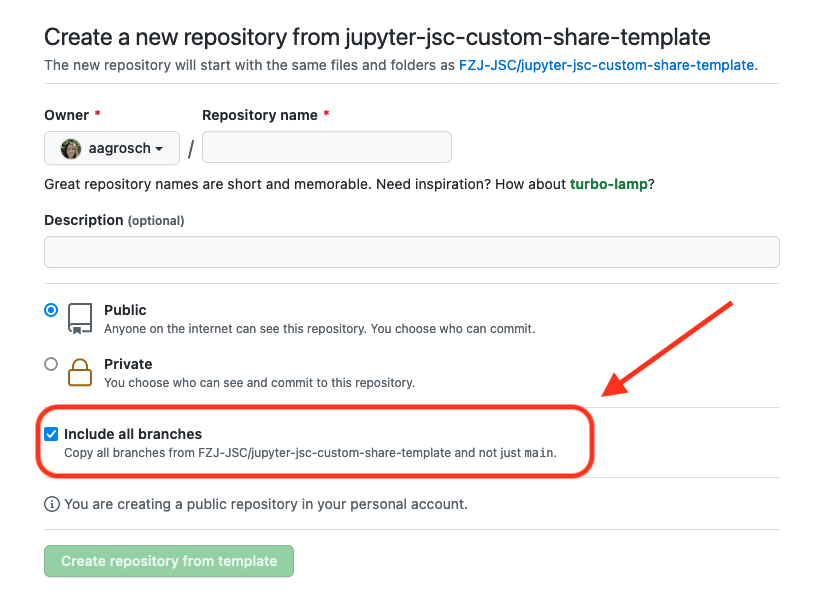 Create a new repository from jupyter-jsc-custom-share-template
The new repository will start with the same files and folders as FZJ-JSC/jupyter-jsc-custom-share-template.
Owner * Repository name *
aagrosch /
Great repository names are short and memorable. Need inspiration? How about turbo-lamp?
Description (optional)
Public
Anyone on the internet can see this repository. You choose who can commit.
Private
You choose who can see and commit to this repository.
Include all branches
Copy all branches from FZJ-JSC/jupyter-jsc-custom-share-template and not just main.
You are creating a public repository in your personal account.
Create repository from template